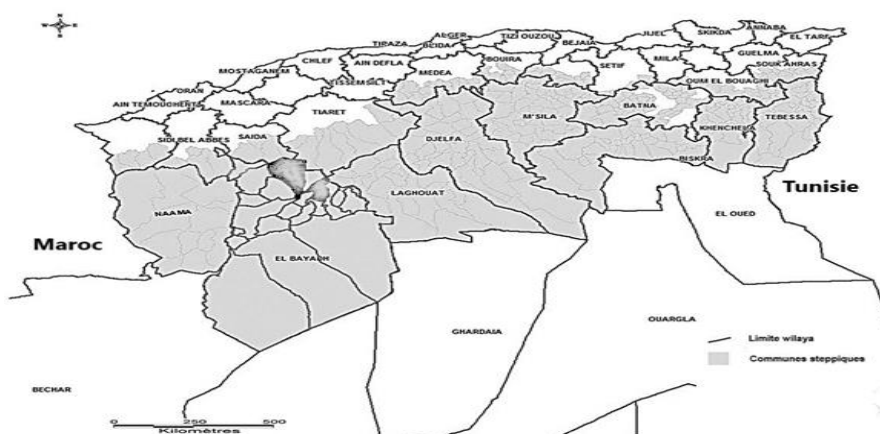 N
W E
S
ALGER
TIZI OUZOU
JIJEL
SKIKDA
ANNABA
EL TARF
TIPAZA
BLIDA
BEJAIA
GUELMA
CHLEF
AIN DEFLA
BOUIRA
SETIF
MILA
SOUK AHRAS
MOSTAGANEM
TISSEMSILT
MEDEA
OUM EL BOUAGHI
ORAN
AIN TEMOUCHENT
MASCARA
TIARET
BATNA
M'SILA
TEBESSA
SIDI BEL ABBES
SAIDA
DJELFA
KHENCHELA
BISKRA
Tunisie
NAAMA
LAGHOUAT
EL OUED
Maroc
EL BAYADH
GHARDAIA
OUARGLA
Limite wilaya
Communes steppiques
BECHAR
0 250 500
Kilomètres